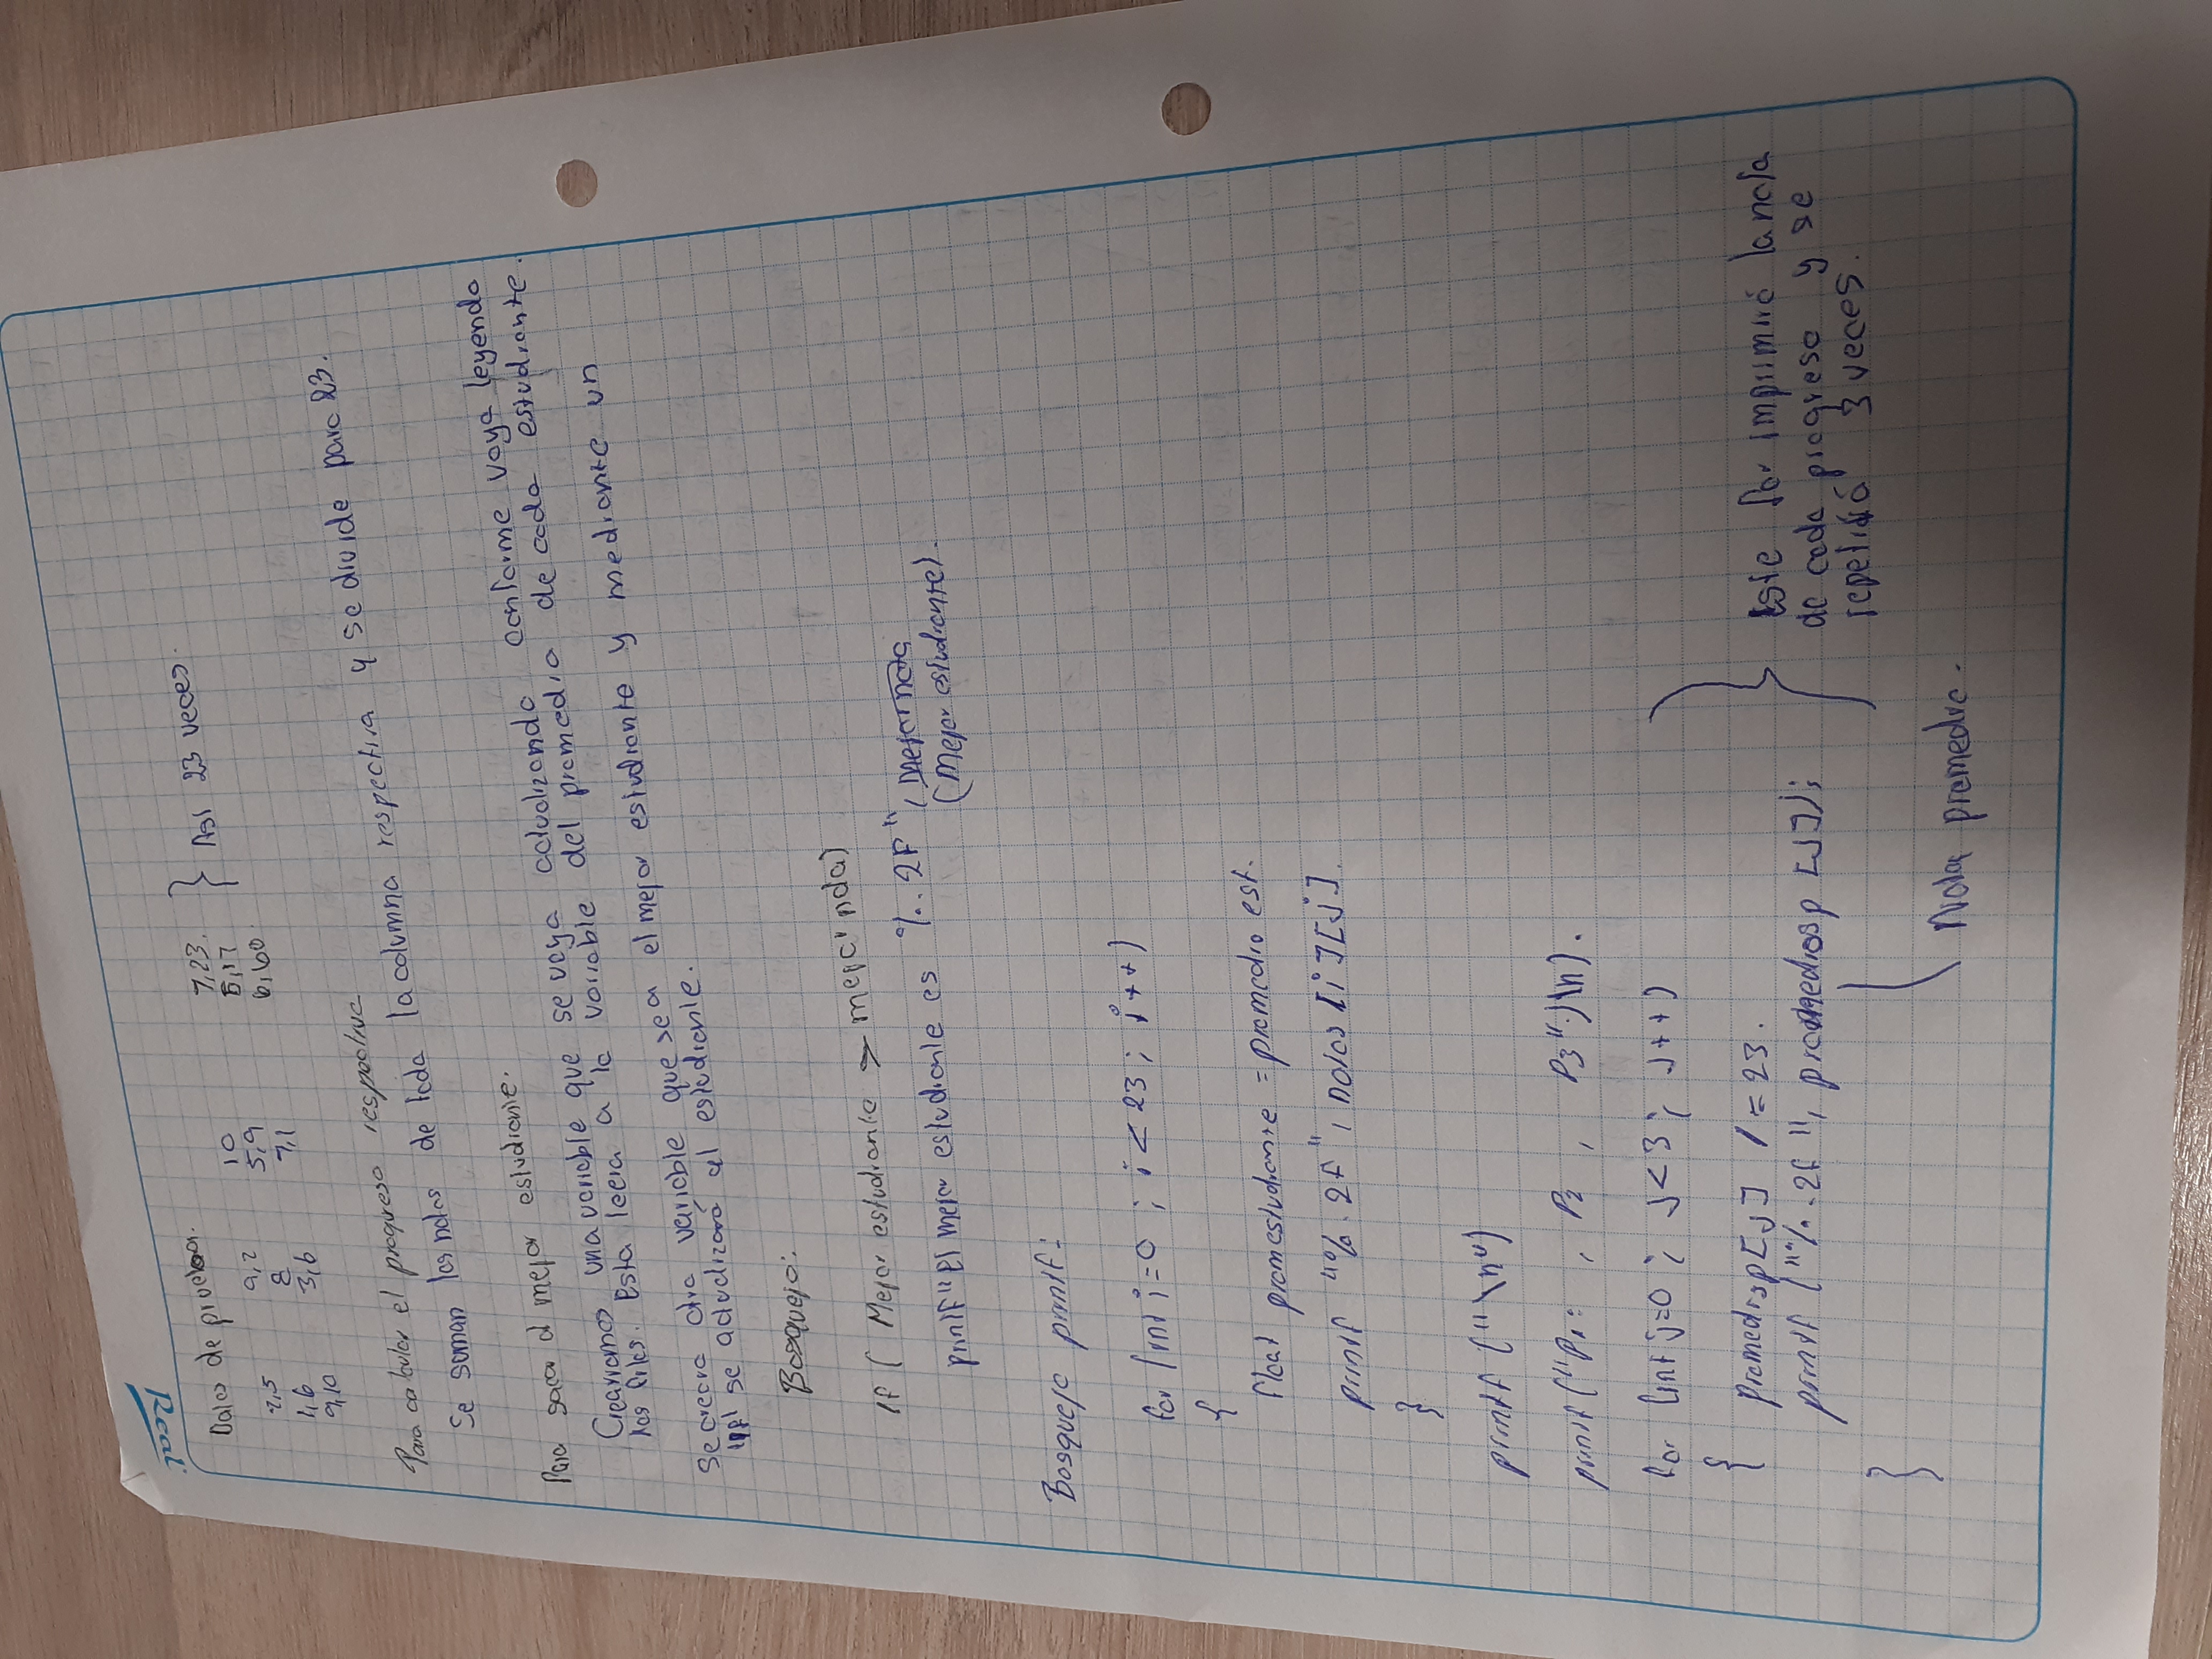 Real
Datos de prueba.
2,5 9,2 10 7,23.
1,6 8 5,9 5,17
9,10 3,6 7,1 6,60
Así 23 veces.
Para calcular el progreso respectivo
Se suman las notas de toda la columna respectiva y se divide para 23.
Para sacar el mejor estudiante.
Crearíamos una variable que se vaya actualizando conforme vaya leyendo
las filas. Esta leera a la variable del promedio de cada estudiante.
Se creara otra variable que sea el mejor estudiante y mediante un
"if" se actualizará al estudiante.
Bosquejo:
If ( Mejor estudiante > mejor nota)
printf "El mejor estudiante es %.2f", mejor nota
(Mejor estudiante).
Bosquejo printf:
for (int i=0 ; i < 23 ; i++)
{
float promestudiante = promedio est.
printf "%.2f", notas [i][j].
}
printf ("\n")
printf ("P1: , P2 , P3".)\n).
for (int j=0 ; j<3 ; j++)
{
promediosp[j] /= 23.
printf ("%.2f", promediosp [j]);
}
Este for imprimirá la nota
de cada progreso y se
repetirá 3 veces.
Nota promedio.